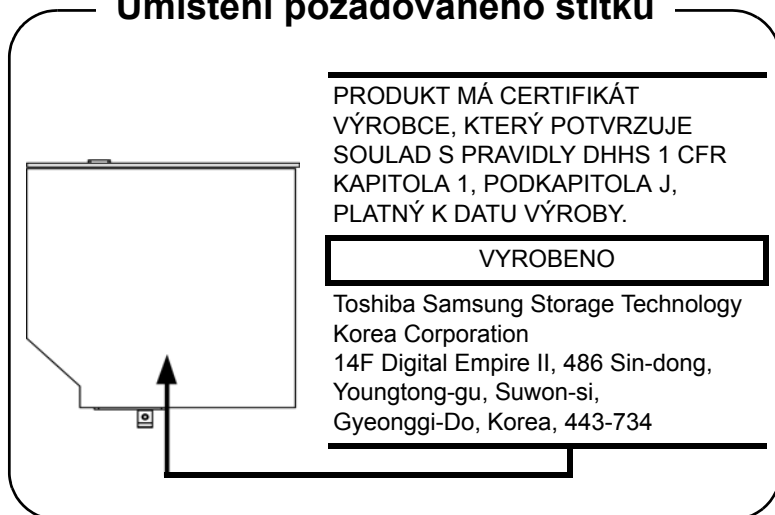 Umístění požadovaného štítku
PRODUKT MÁ CERTIFIKÁT
VÝROBCE, KTERÝ POTVRZUJE
SOULAD S PRAVIDLY DHHS 1 CFR
KAPITOLA 1, PODKAPITOLA J,
PLATNÝ K DATU VÝROBY.
VYROBENO
Toshiba Samsung Storage Technology
Korea Corporation
14F Digital Empire II, 486 Sin-dong,
Youngtong-gu, Suwon-si,
Gyeonggi-Do, Korea, 443-734